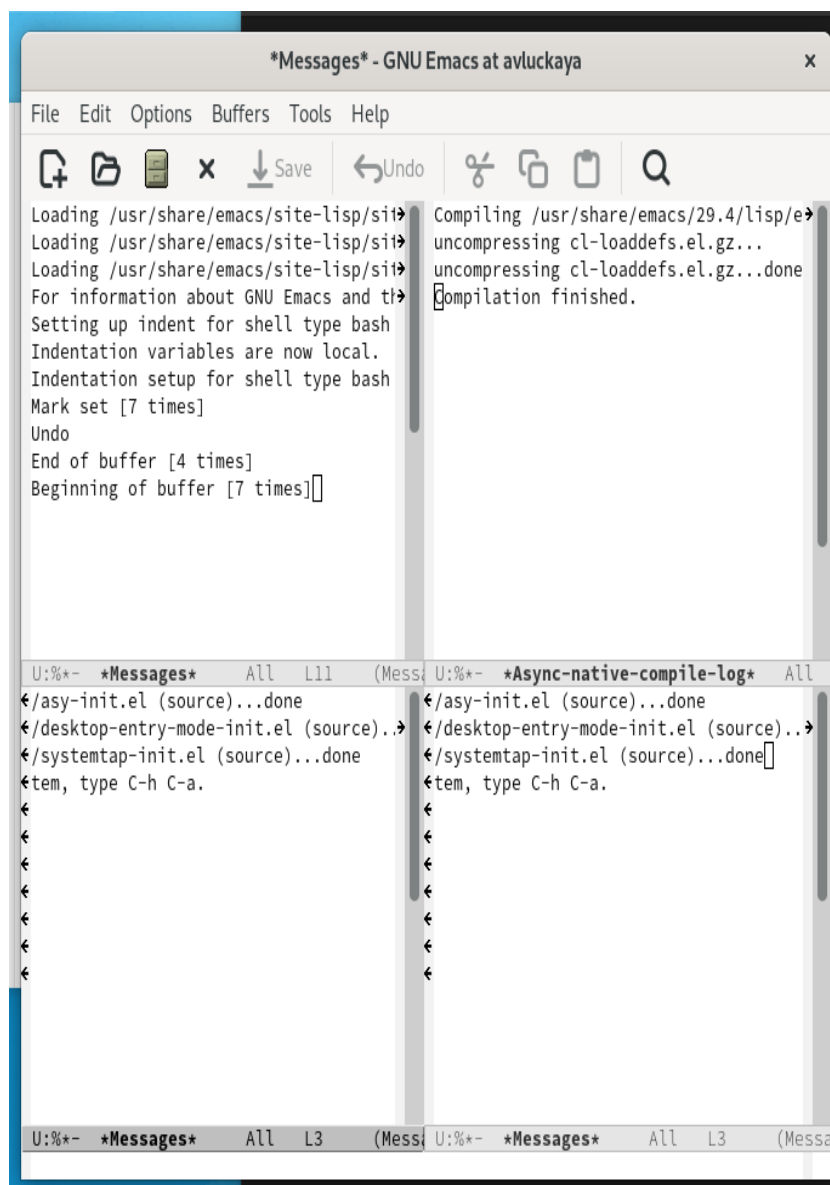 *Messages* - GNU Emacs at avluckaya x
File Edit Options Buffers Tools Help
Save Undo
Loading /usr/share/emacs/site-lisp/sit
Loading /usr/share/emacs/site-lisp/sit
Loading /usr/share/emacs/site-lisp/sit
For information about GNU Emacs and th
Setting up indent for shell type bash
Indentation variables are now local.
Indentation setup for shell type bash
Mark set [7 times]
Undo
End of buffer [4 times]
Beginning of buffer [7 times]
U:%*- *Messages* All L11 (Messa
Compiling /usr/share/emacs/29.4/lisp/e
uncompressing cl-loaddefs.el.gz...
uncompressing cl-loaddefs.el.gz...done
Compilation finished.
U:%*- *Async-native-compile-log* All
/asy-init.el (source)...done
/desktop-entry-mode-init.el (source)..
/systemtap-init.el (source)...done
tem, type C-h C-a.
U:%*- *Messages* All L3 (Messa
/asy-init.el (source)...done
/desktop-entry-mode-init.el (source)..
/systemtap-init.el (source)...done
tem, type C-h C-a.
U:%*- *Messages* All L3 (Messa